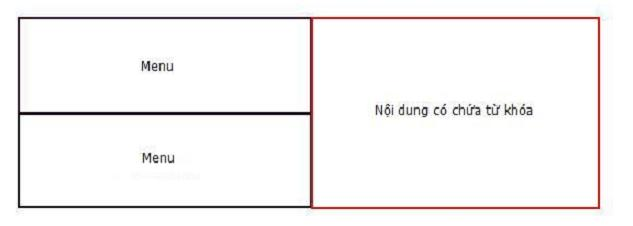 Menu
Nội dung có chứa từ khóa
Menu